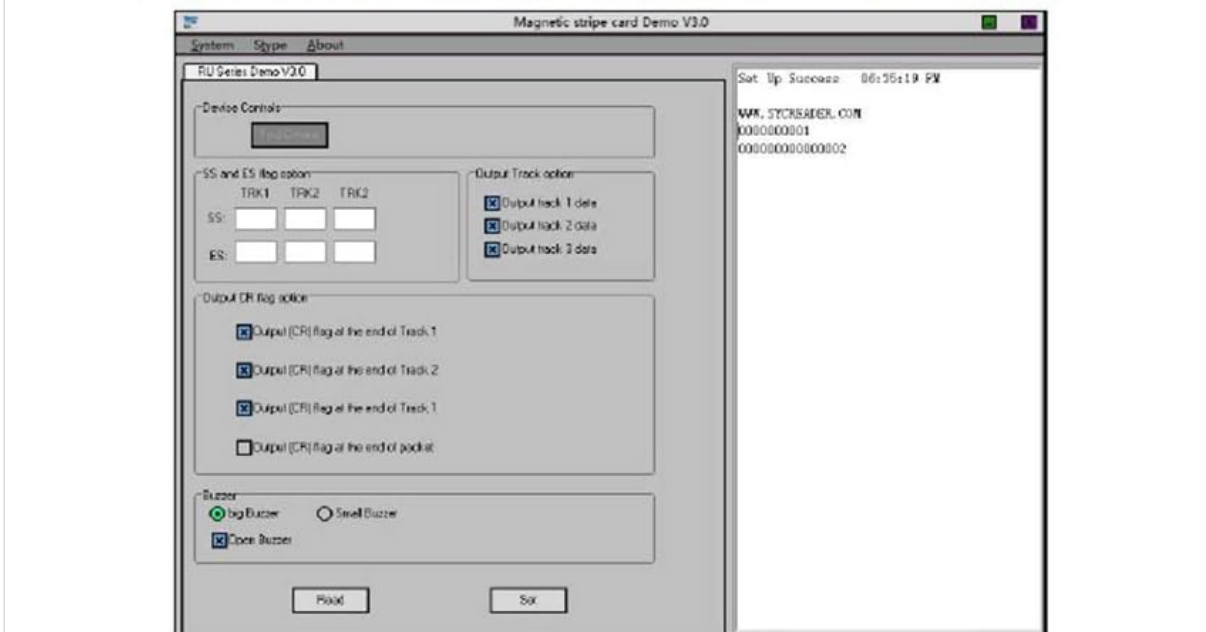 Magnetic stripe card Demo V3.0
System Stype About
RU Series Demo V3.0
Device Controls
Find Device
SS and ES flag option
TRK1 TRK2 TRK2
SS:
ES:
Output Track option
Output track 1 data
Output track 2 data
Output track 3 data
Output CR flag option
Output (CR) flag at the end of Track 1
Output (CR) flag at the end of Track 2
Output (CR) flag at the end of Track 1
Output (CR) flag at the end of packet
Buzzer
big Buzzer Small Buzzer
Open Buzzer
Read Set
Set Up Success 06:55:19 PM
WWW.SYCREADER.COM
0000000001
000000000000002